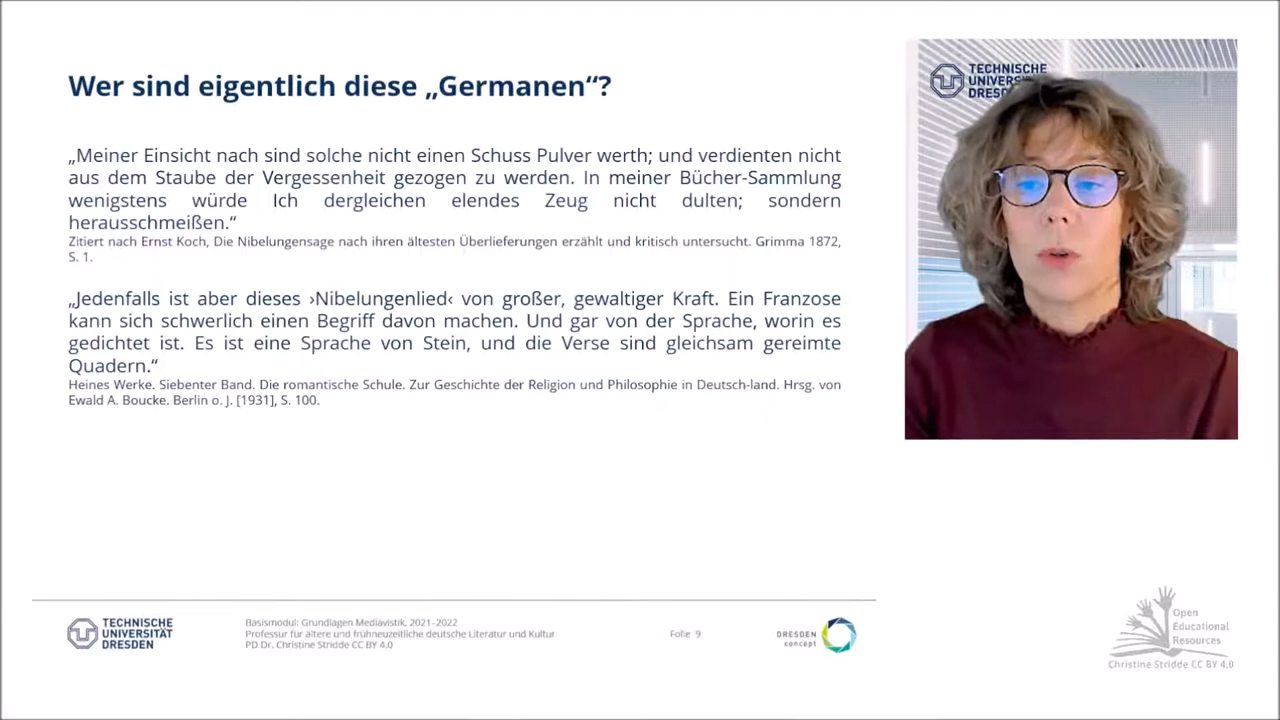 Wer sind eigentlich diese „Germanen“?
„Meiner Einsicht nach sind solche nicht einen Schuss Pulver werth; und verdienten nicht
aus dem Staube der Vergessenheit gezogen zu werden. In meiner Bücher-Sammlung
wenigstens würde Ich dergleichen elendes Zeug nicht dulten; sondern
herausschmeißen.“
Zitiert nach Ernst Koch, Die Nibelungensage nach ihren ältesten Überlieferungen erzählt und kritisch untersucht. Grimma 1872,
S. 1.
„Jedenfalls ist aber dieses ›Nibelungenlied‹ von großer, gewaltiger Kraft. Ein Franzose
kann sich schwerlich einen Begriff davon machen. Und gar von der Sprache, worin es
gedichtet ist. Es ist eine Sprache von Stein, und die Verse sind gleichsam gereimte
Quadern.“
Heines Werke. Siebenter Band. Die romantische Schule. Zur Geschichte der Religion und Philosophie in Deutsch-land. Hrsg. von
Ewald A. Boucke. Berlin o. J. [1931], S. 100.
TECHNISCHE
UNIVERS
DRESD
TECHNISCHE
UNIVERSITÄT
DRESDEN
Basismodul: Grundlagen Mediävistik, 2021–2022
Professur für ältere und frühneuzeitliche deutsche Literatur und Kultur
PD Dr. Christine Stridde CC BY 4.0
Folie 9
DRESDEN
concept
Open
Educational
Resources
Christine Stridde CC BY 4.0